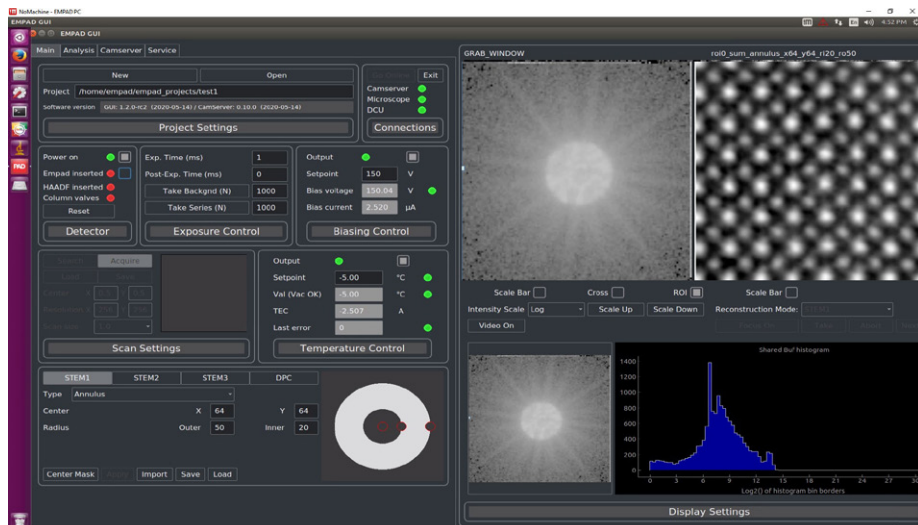 NoMachine - EMPAD PC
EMPAD GUI
En
4:52 PM
EMPAD GUI
Main Analysis Camserver Service
New Open
Exit
Project /home/empad/empad_projects/test1
Camserver
Software version GUI: 1.2.0-rc2 (2020-05-14) / CamServer: 0.10.0 (2020-05-14)
Microscope
DCU
Project Settings
Connections
Power on
Empad inserted
HAADF inserted
Column valves
Reset
Detector
Exp. Time (ms) 1
Post-Exp. Time (ms) 0
Take Backgnd (N) 1000
Take Series (N) 1000
Exposure Control
Output
Setpoint 150 V
Bias voltage 150.04 V
Bias current 2.520 µA
Biasing Control
Search Acquire
Scan Settings
Output
Setpoint -5.00 °C
Val (Vac OK) -5.00 °C
TEC -2.507 A
Last error 0
Temperature Control
STEM1 STEM2 STEM3 DPC
Type Annulus
Center X 64 Y 64
Radius Outer 50 Inner 20
Center Mask Apply Import Save Load
GRAB_WINDOW
roi0_sum_annulus_x64_y64_ri20_ro50
Scale Bar Cross ROI Scale Bar
Intensity Scale Log Scale Up Scale Down Reconstruction Mode:
Video On
Shared Buf histogram
1400
1200
1000
800
600
400
200
0
0 3 6 9 12 15 18 21 24 27 30
Log2() of histogram bin borders
Display Settings
PAD